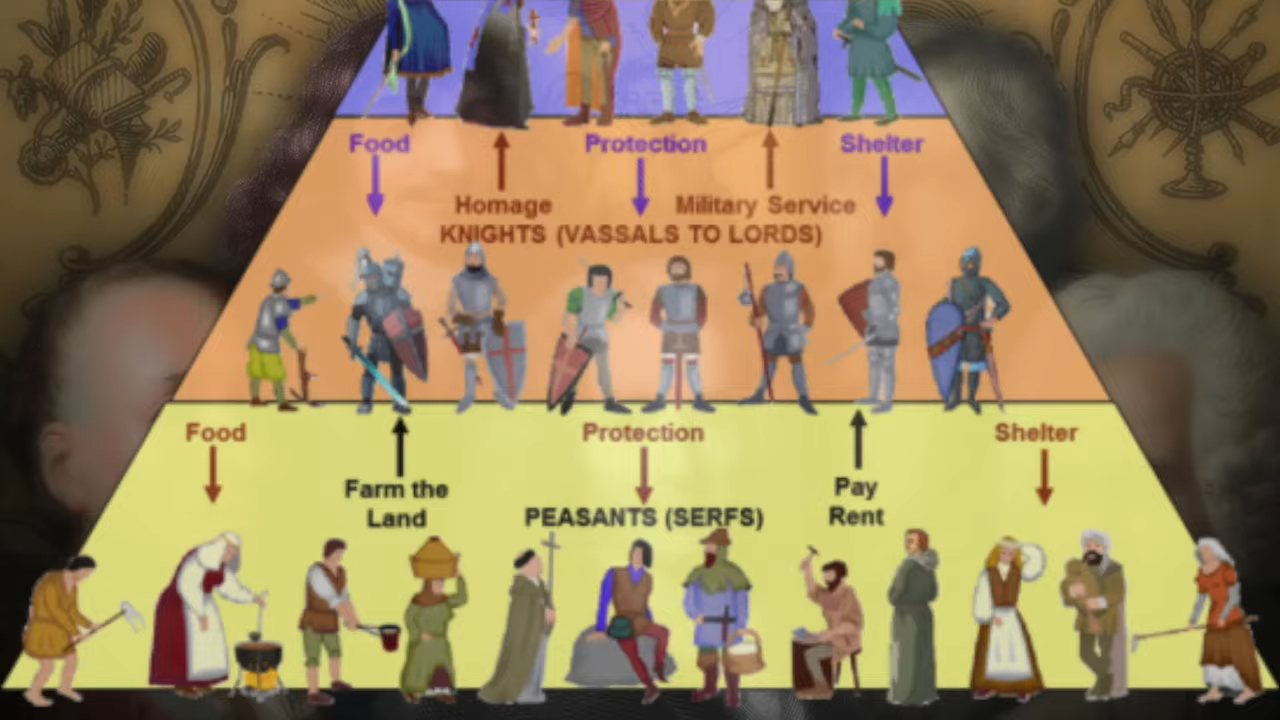 Food Protection Shelter
Homage Military Service
KNIGHTS (VASSALS TO LORDS)
Food Protection Shelter
Farm the Land
Pay Rent
PEASANTS (SERFS)